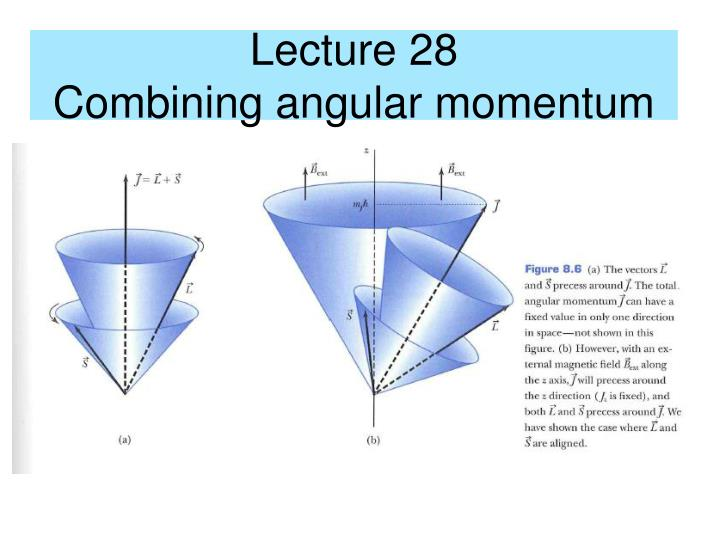 Lecture 28
Combining angular momentum
J⃗ = L⃗ + S⃗
L⃗
S⃗
(a)
z
B⃗ext
B⃗ext
mⱼħ
J⃗
S⃗
L⃗
(b)
Figure 8.6 (a) The vectors L⃗
and S⃗ precess around J⃗. The total
angular momentum J⃗ can have a
fixed value in only one direction
in space—not shown in this
figure. (b) However, with an ex-
ternal magnetic field B⃗ext along
the z axis, J⃗ will precess around
the z direction (Jz is fixed), and
both L⃗ and S⃗ precess around J⃗. We
have shown the case where L⃗ and
S⃗ are aligned.